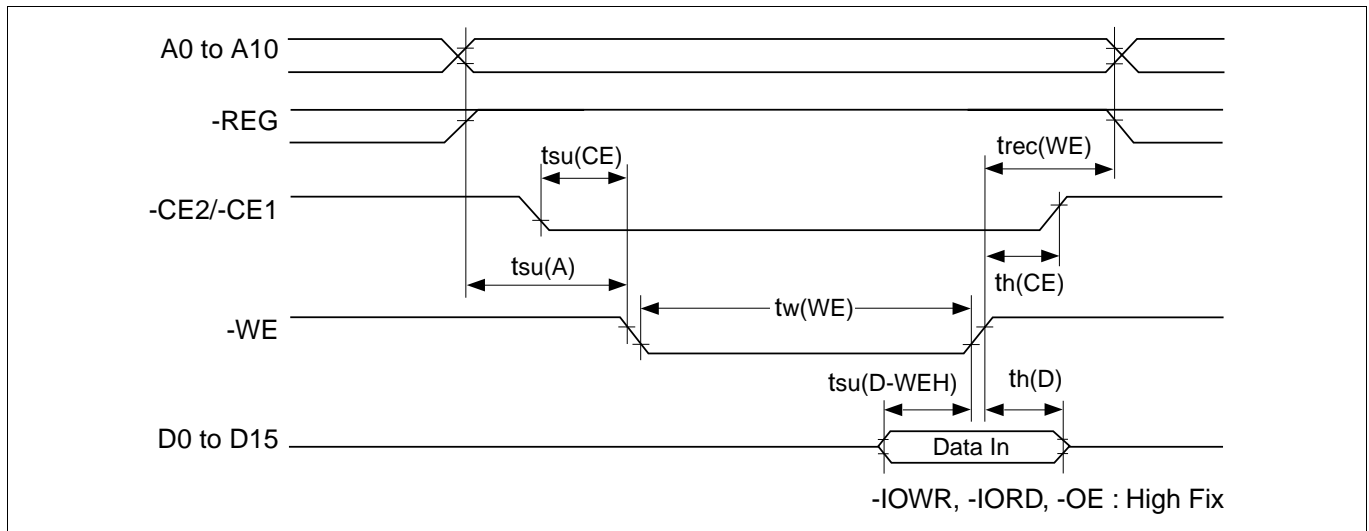 A0 to A10
-REG
tsu(CE)
trec(WE)
-CE2/-CE1
tsu(A)
th(CE)
tw(WE)
-WE
tsu(D-WEH)
th(D)
D0 to D15
Data In
-IOWR, -IORD, -OE : High Fix